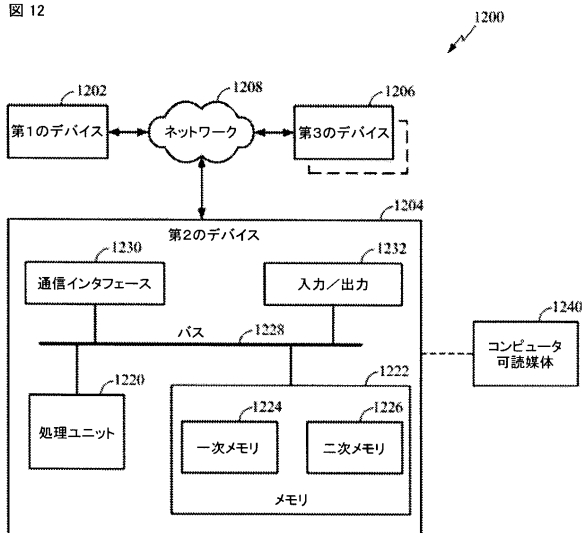 図 12
1200
1202
1208
1206
第1のデバイス
ネットワーク
第3のデバイス
1204
第2のデバイス
1230
1232
通信インタフェース
入力／出力
1240
バス
1228
コンピュータ
可読媒体
1220
1222
処理ユニット
1224
1226
一次メモリ
二次メモリ
メモリ